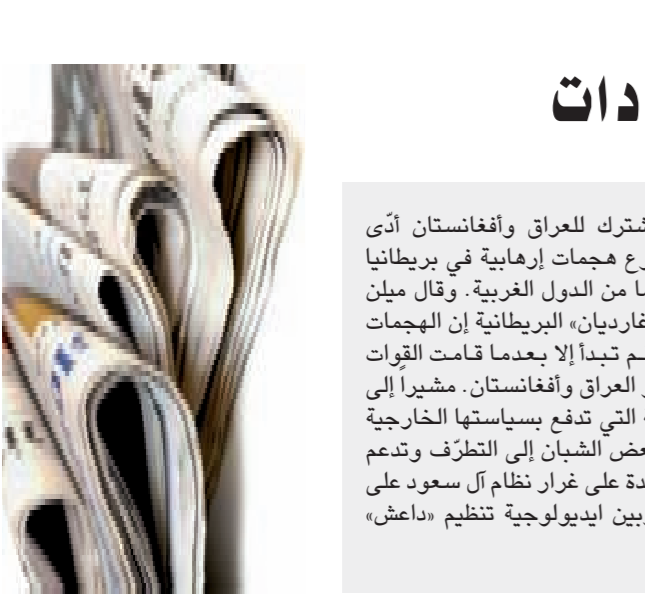 دات
شترك للعراق وأفغانستان أدّى
رع هجمات إرهابية في بريطانيا
ا من الدول الغربية. وقال ميلن
غارديان» البريطانية إن الهجمات
م تبدأ إلا بعدما قامت القوات
العراق وأفغانستان. مشيراً إلى
التي تدفع بسياستها الخارجية
عض الشبان إلى التطرّف وتدعم
دة على غرار نظام آل سعود على
وبين ايديولوجية تنظيم «داعش»